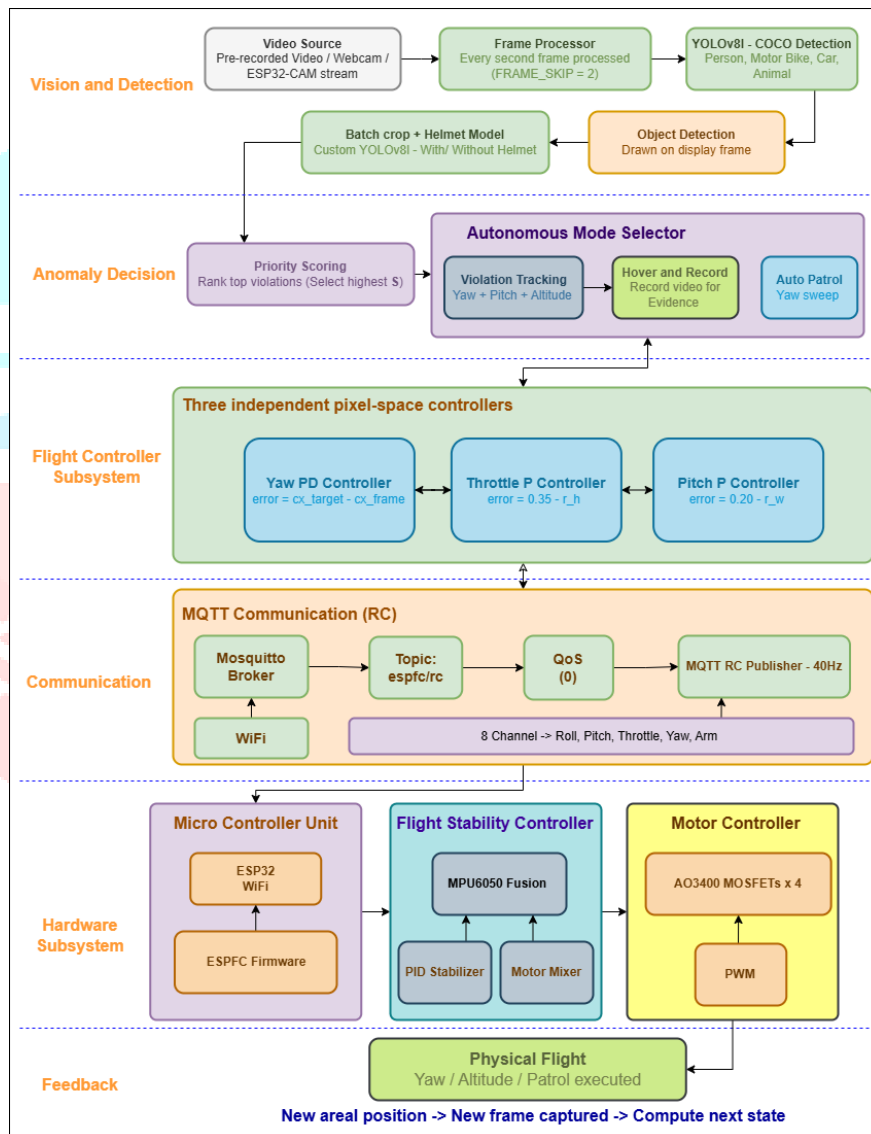 Vision and Detection
Video Source
Pre-recorded Video / Webcam /
ESP32-CAM stream
Frame Processor
Every second frame processed
(FRAME_SKIP = 2)
YOLOv8l - COCO Detection
Person, Motor Bike, Car,
Animal
Batch crop + Helmet Model
Custom YOLOv8l - With/ Without Helmet
Object Detection
Drawn on display frame
Anomaly Decision
Priority Scoring
Rank top violations (Select highest S)
Autonomous Mode Selector
Violation Tracking
Yaw + Pitch + Altitude
Hover and Record
Record video for
Evidence
Auto Patrol
Yaw sweep
Flight Controller
Subsystem
Three independent pixel-space controllers
Yaw PD Controller
error = cx_target - cx_frame
Throttle P Controller
error = 0.35 - r_h
Pitch P Controller
error = 0.20 - r_w
Communication
MQTT Communication (RC)
Mosquitto
Broker
Topic:
espfc/rc
QoS
(0)
MQTT RC Publisher - 40Hz
WiFi
8 Channel -> Roll, Pitch, Throttle, Yaw, Arm
Hardware
Subsystem
Micro Controller Unit
ESP32
WiFi
ESPFC Firmware
Flight Stability Controller
MPU6050 Fusion
PID Stabilizer
Motor Mixer
Motor Controller
AO3400 MOSFETs x 4
PWM
Feedback
Physical Flight
Yaw / Altitude / Patrol executed
New areal position -> New frame captured -> Compute next state